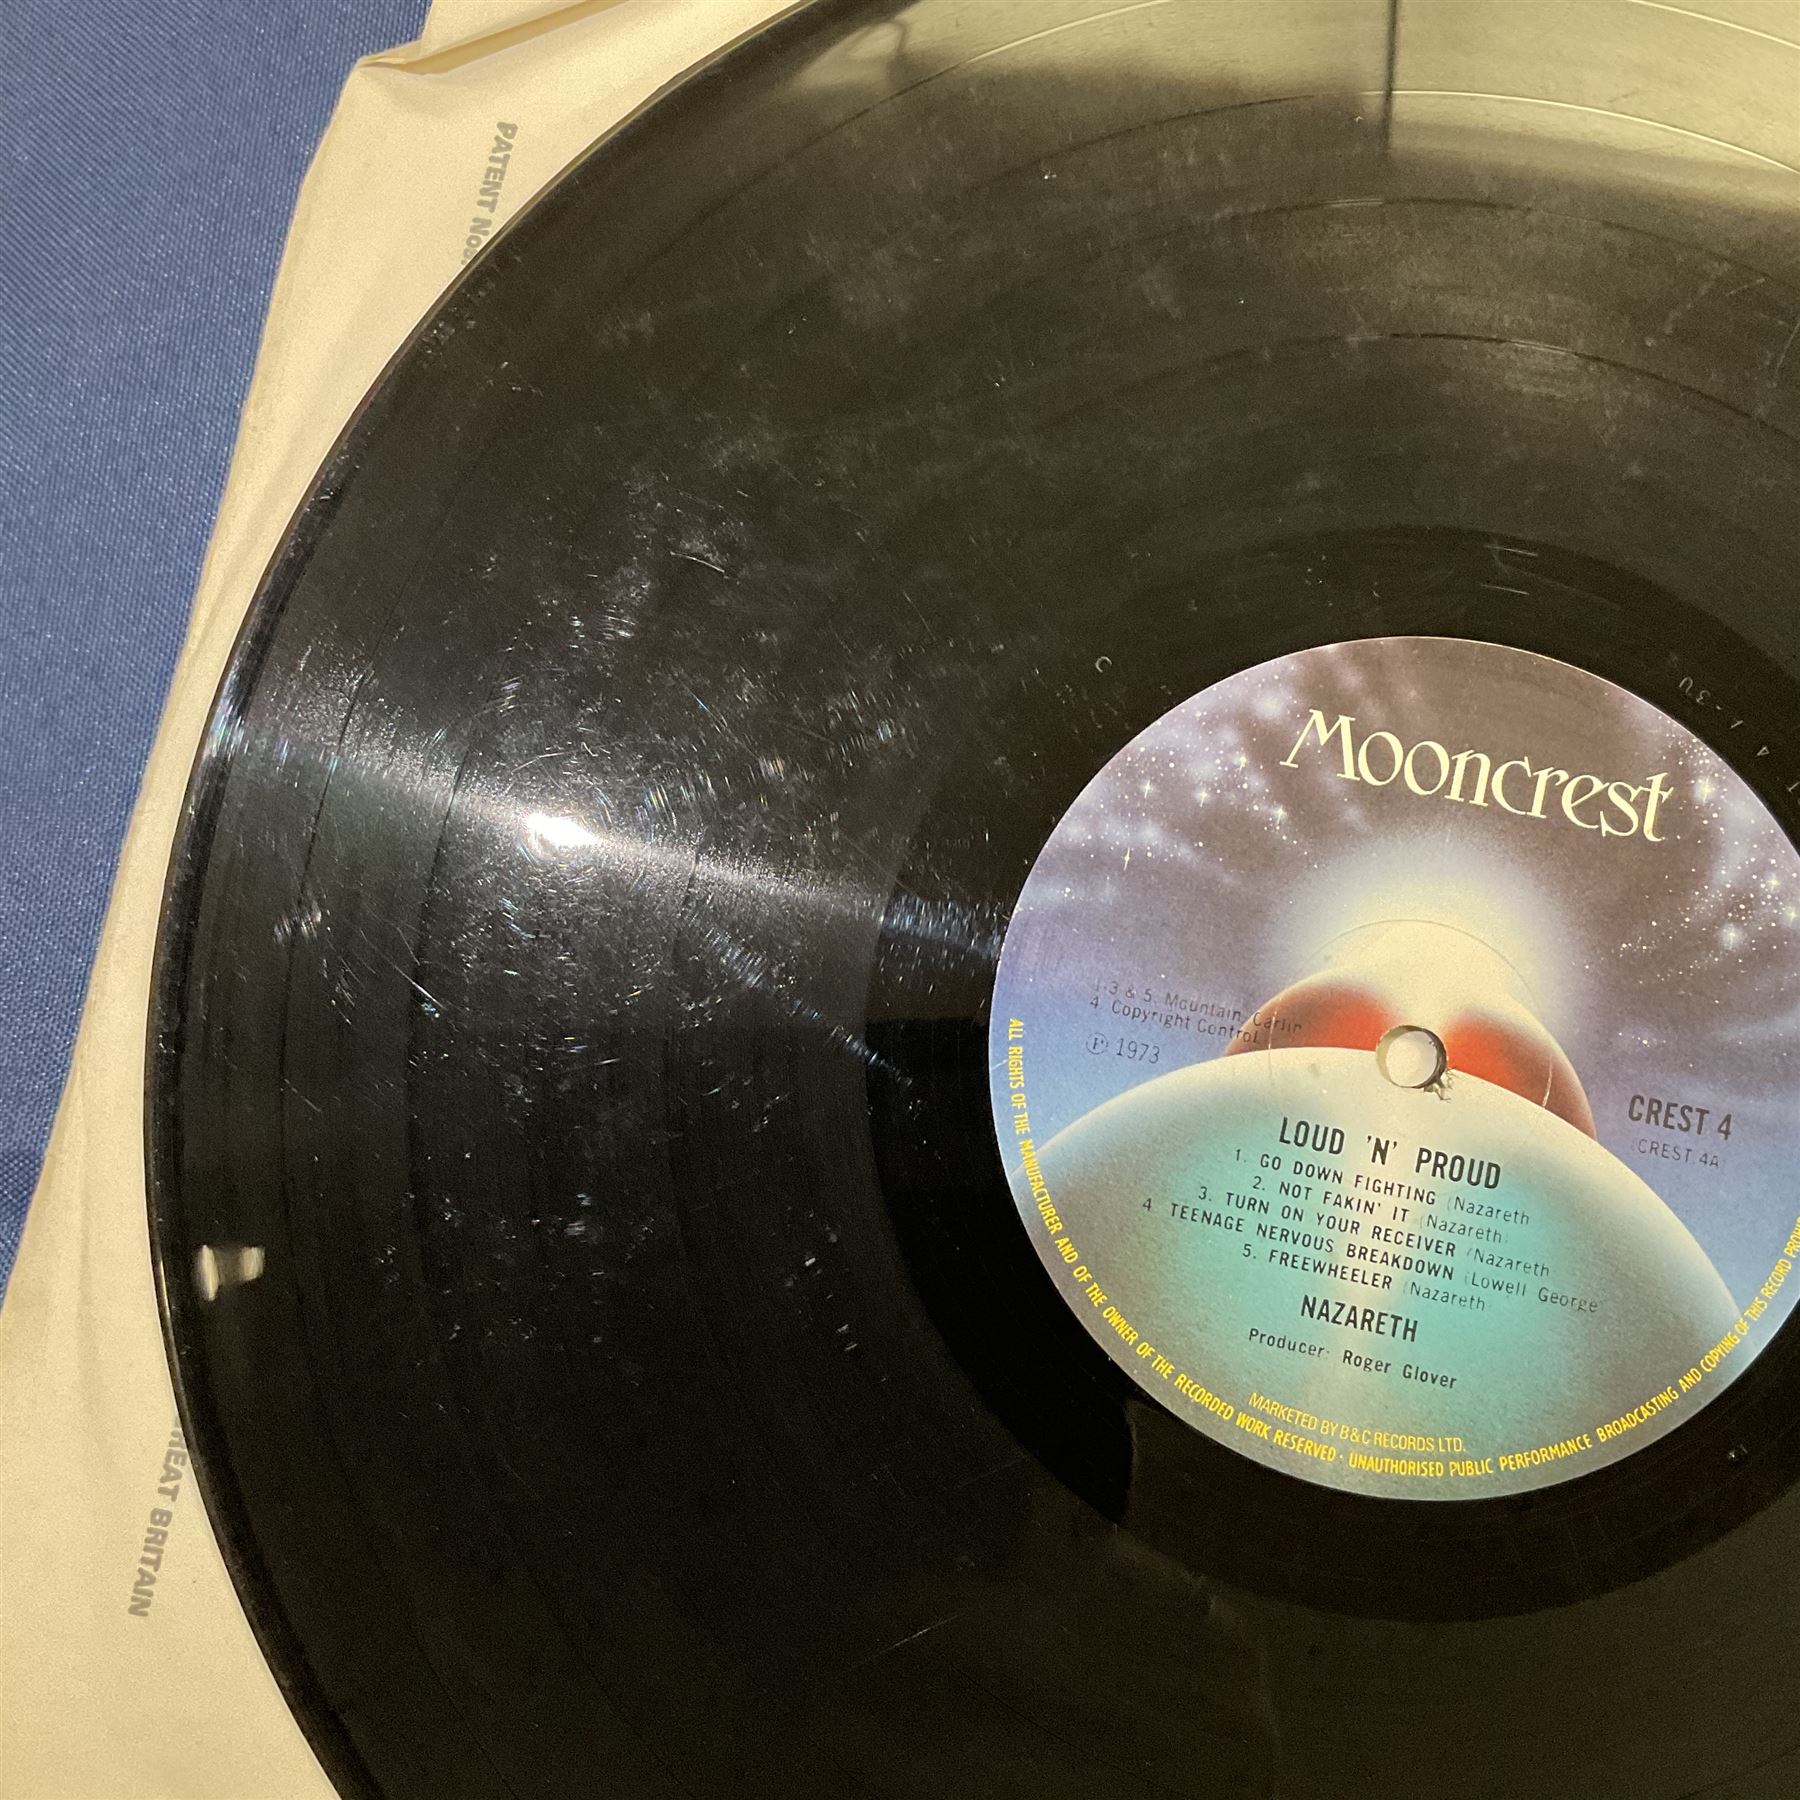 PATENT Nos.
Mooncrest
1-3 & 5. Mountain/Carlin
4. Copyright Control.
Ⓟ 1973
CREST 4
CREST 4A
LOUD 'N' PROUD
1. GO DOWN FIGHTING (Nazareth
2. NOT FAKIN' IT (Nazareth)
3. TURN ON YOUR RECEIVER (Nazareth
4 TEENAGE NERVOUS BREAKDOWN (Lowell George
5. FREEWHEELER (Nazareth
NAZARETH
Producer: Roger Glover
MARKETED BY B&C RECORDS LTD.
ALL RIGHTS OF THE MANUFACTURER AND OF THE OWNER OF THE RECORDED WORK RESERVED · UNAUTHORISED PUBLIC PERFORMANCE BROADCASTING AND COPYING OF THIS RECORD
BRITAIN